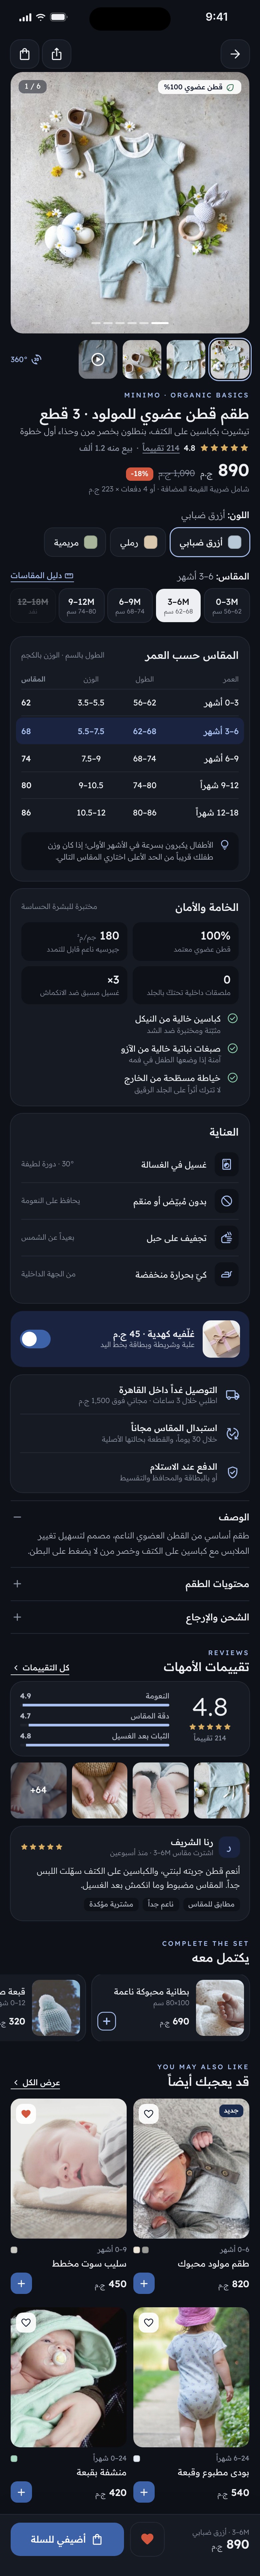 9:41
1 / 6
قطن عضوي 100%
360°
MINIMO · ORGANIC BASICS
طقم قطن عضوي للمولود · 3 قطع
تيشيرت بكباسين على الكتف، بنطلون بخصر مرن وحذاء أول خطوة
4.8 214 تقييماً · بيع منه 1.2 ألف
890 ج.م 1,090 ج.م -18%
شامل ضريبة القيمة المضافة · أو 4 دفعات × 223 ج.م
اللون: أزرق ضبابي
أزرق ضبابي
رملي
مريمية
المقاس: 3–6 أشهر
دليل المقاسات
0–3M
56–62 سم
3–6M
62–68 سم
6–9M
68–74 سم
9–12M
74–80 سم
12–18M
نفد
المقاس حسب العمر
الطول بالسم · الوزن بالكجم
العمر الطول الوزن المقاس
0–3 أشهر 56–62 3.5–5.5 62
3–6 أشهر 62–68 5.5–7.5 68
6–9 أشهر 68–74 7.5–9 74
9–12 شهراً 74–80 9–10.5 80
12–18 شهراً 80–86 10.5–12 86
الأطفال يكبرون بسرعة في الأشهر الأولى؛ إذا كان وزن
طفلك قريباً من الحد الأعلى اختاري المقاس التالي.
الخامة والأمان
مختبرة للبشرة الحساسة
100%
قطن عضوي معتمد
180 جم/م²
جيرسيه ناعم قابل للتمدد
0
ملصقات داخلية تحتك بالجلد
×3
غسيل مسبق ضد الانكماش
كباسين خالية من النيكل
مثبّتة ومختبرة ضد الشد
صبغات نباتية خالية من الآزو
آمنة إذا وضعها الطفل في فمه
خياطة مسطّحة من الخارج
لا تترك أثراً على الجلد الرقيق
العناية
غسيل في الغسالة
30° · دورة لطيفة
بدون مُبيّض أو منعّم
يحافظ على النعومة
تجفيف على حبل
بعيداً عن الشمس
كيّ بحرارة منخفضة
من الجهة الداخلية
غلّفيه كهدية · 45 ج.م
علبة وشريطة وبطاقة بخط اليد
التوصيل غداً داخل القاهرة
اطلبي خلال 3 ساعات · مجاني فوق 1,500 ج.م
استبدال المقاس مجاناً
خلال 30 يوماً، والقطعة بحالتها الأصلية
الدفع عند الاستلام
أو بالبطاقة والمحافظ والتقسيط
الوصف
طقم أساسي من القطن العضوي الناعم، مصمم لتسهيل تغيير
الملابس مع كباسين على الكتف وخصر مرن لا يضغط على البطن.
محتويات الطقم
الشحن والإرجاع
REVIEWS
تقييمات الأمهات
كل التقييمات
4.8
214 تقييماً
النعومة 4.9
دقة المقاس 4.7
الثبات بعد الغسيل 4.8
+64
ر
رنا الشريف
اشترت مقاس 3–6M · منذ أسبوعين
أنعم قطن جربته لبنتي، والكباسين على الكتف سهّلت اللبس
جداً. المقاس مضبوط وما انكمش بعد الغسيل.
مطابق للمقاس
ناعم جداً
مشترية مؤكدة
COMPLETE THE SET
يكتمل معه
بطانية محبوكة ناعمة
80×100 سم
690 ج.م
320
YOU MAY ALSO LIKE
قد يعجبك أيضاً
عرض الكل
جديد
0–6 أشهر
طقم مولود محبوك
820 ج.م
0–9 أشهر
سليب سوت مخطط
450 ج.م
6–24 شهراً
بودي مطبوع وقبعة
540 ج.م
0–24 شهراً
منشفة بقبعة
420 ج.م
3–6M · أزرق ضبابي
890 ج.م
أضيفي للسلة